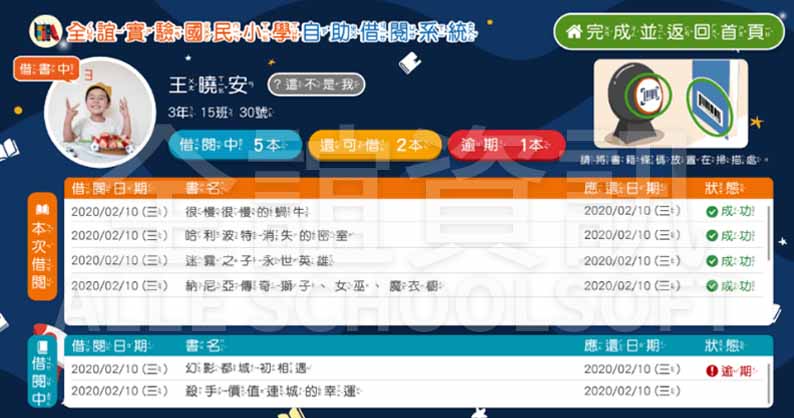 全誼實驗國民小學自助借閱系統
完成並返回首頁
借書中
王曉安
?這不是我
3年 15班 30號
借閱中 5本
還可借 2本
逾期 1本
請將書籍條碼放置在掃描處。
本次借閱
借閱日期 書名 應還日期 狀態
2020/02/10 (三) 很慢很慢的蝸牛 2020/02/10 (三) 成功
2020/02/10 (三) 哈利波特-消失的密室 2020/02/10 (三) 成功
2020/02/10 (三) 迷霧之子-永世英雄 2020/02/10 (三) 成功
2020/02/10 (三) 納尼亞傳奇-獅子、女巫、魔衣櫥 2020/02/10 (三) 成功
借閱中
借閱日期 書名 應還日期 狀態
2020/02/10 (三) 幻影都城-初相遇 2020/02/10 (三) 逾期
2020/02/10 (三) 殺手-價值連城的幸運 2020/02/10 (三)
全誼資訊
ALLE SCHOOLSOFT